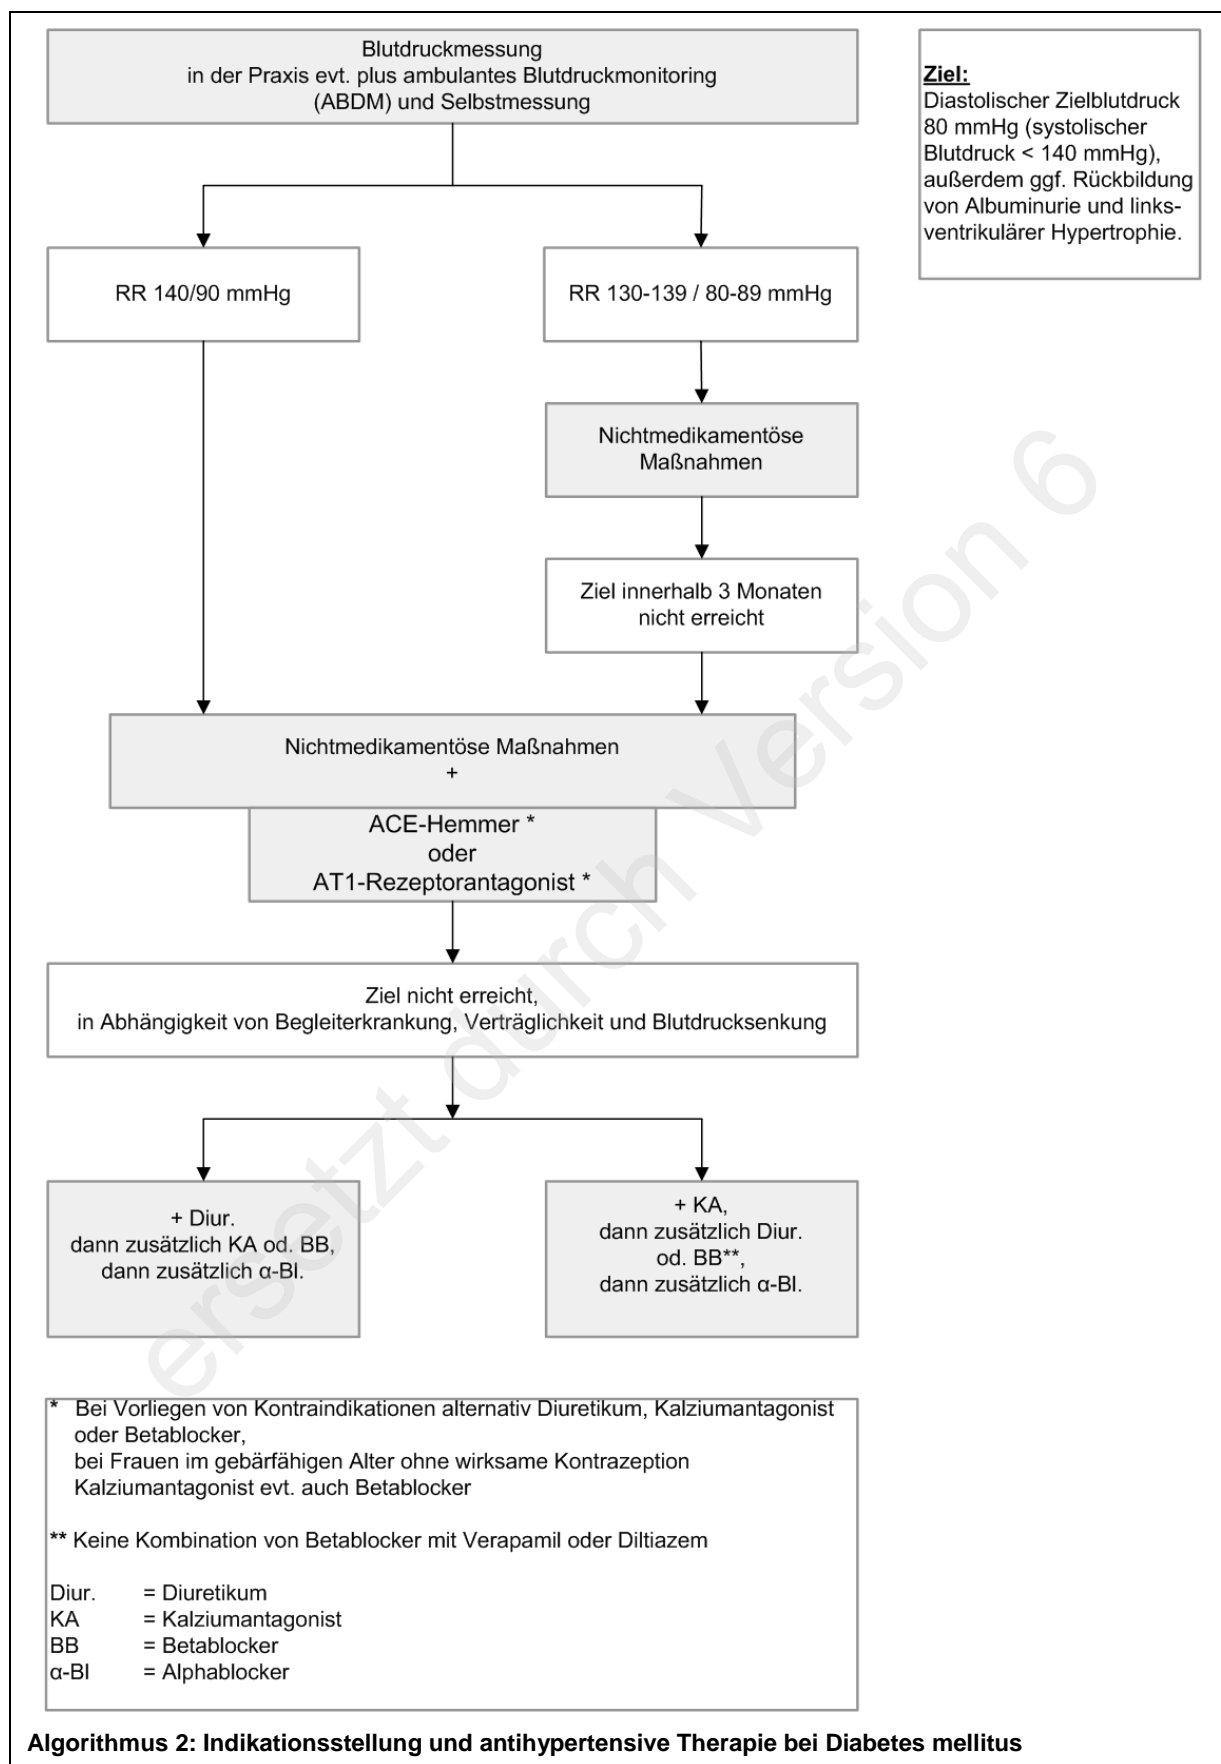 Blutdruckmessung
in der Praxis evt. plus ambulantes Blutdruckmonitoring
(ABDM) und Selbstmessung
Ziel:
Diastolischer Zielblutdruck
80 mmHg (systolischer
Blutdruck < 140 mmHg),
außerdem ggf. Rückbildung
von Albuminurie und links-
ventrikulärer Hypertrophie.
RR 140/90 mmHg
RR 130-139 / 80-89 mmHg
Nichtmedikamentöse
Maßnahmen
Ziel innerhalb 3 Monaten
nicht erreicht
Nichtmedikamentöse Maßnahmen
+
ACE-Hemmer *
oder
AT1-Rezeptorantagonist *
Ziel nicht erreicht,
in Abhängigkeit von Begleiterkrankung, Verträglichkeit und Blutdrucksenkung
+ Diur.
dann zusätzlich KA od. BB,
dann zusätzlich α-Bl.
+ KA,
dann zusätzlich Diur.
od. BB**,
dann zusätzlich α-Bl.
* Bei Vorliegen von Kontraindikationen alternativ Diuretikum, Kalziumantagonist
oder Betablocker,
bei Frauen im gebärfähigen Alter ohne wirksame Kontrazeption
Kalziumantagonist evt. auch Betablocker
** Keine Kombination von Betablocker mit Verapamil oder Diltiazem
Diur. = Diuretikum
KA = Kalziumantagonist
BB = Betablocker
α-Bl = Alphablocker
Algorithmus 2: Indikationsstellung und antihypertensive Therapie bei Diabetes mellitus
ersetzt durch Version 6